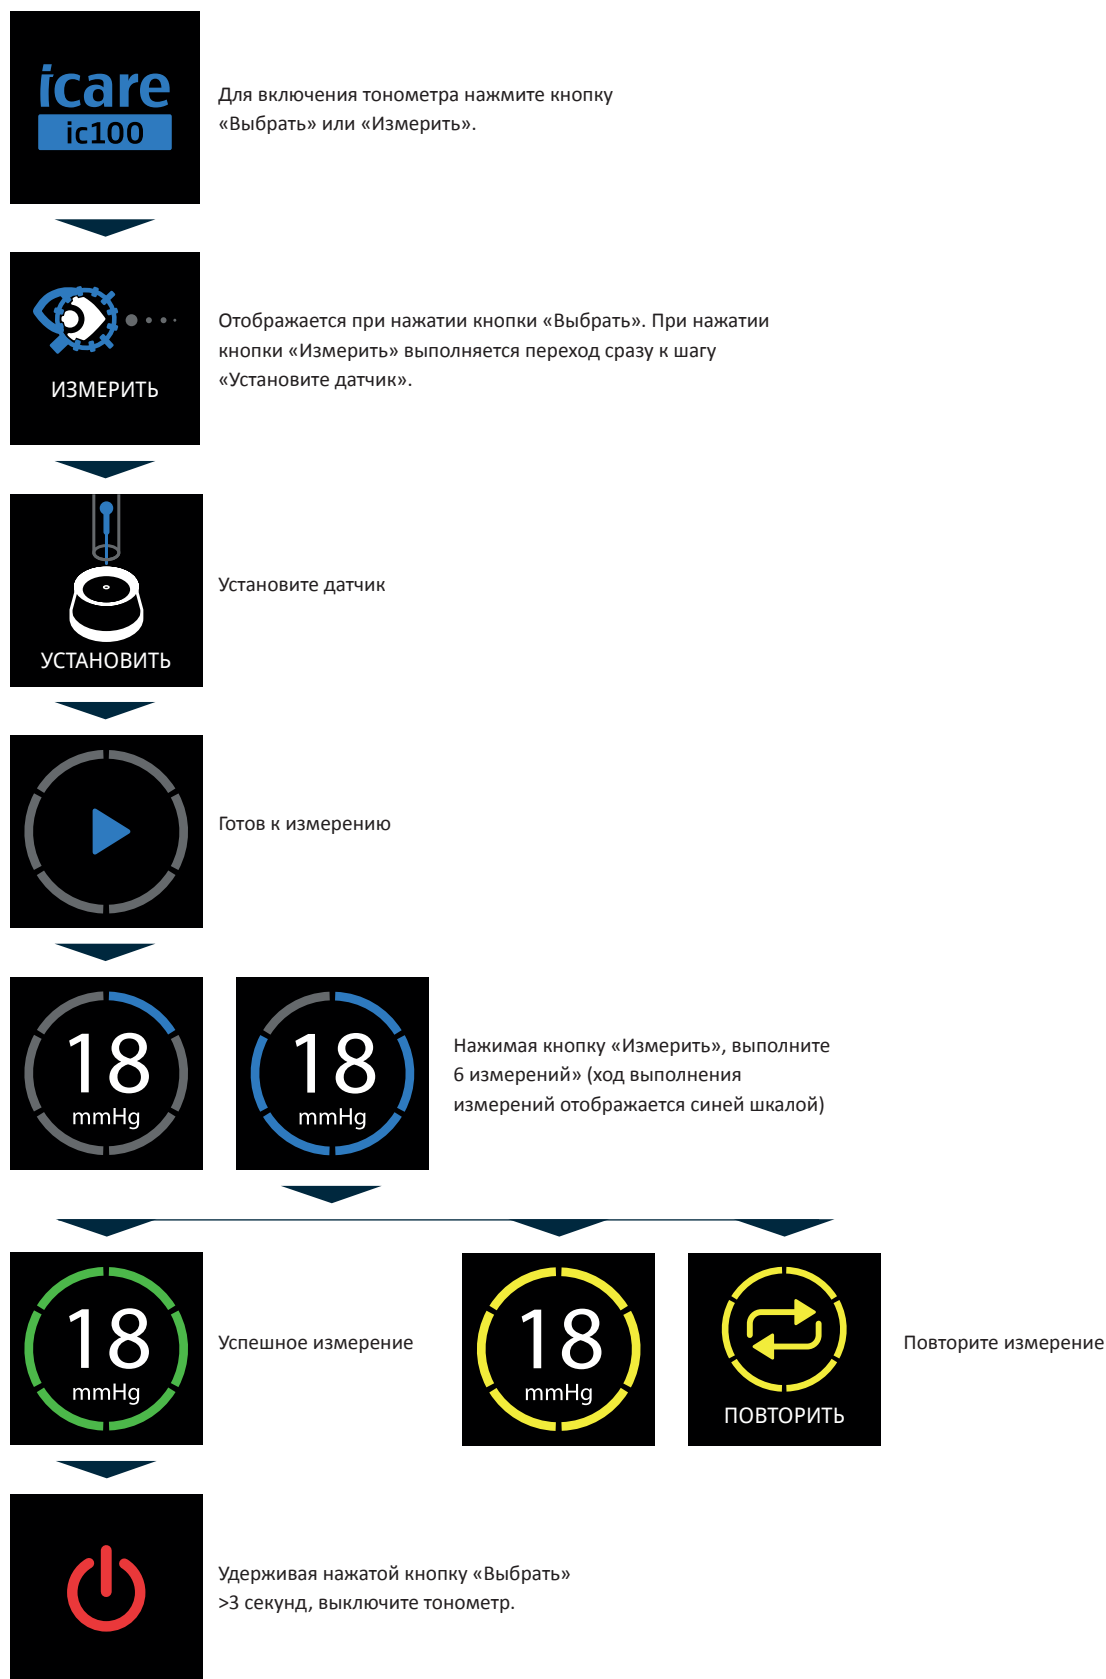 icare
ic100
Для включения тонометра нажмите кнопку
«Выбрать» или «Измерить».
ИЗМЕРИТЬ
Отображается при нажатии кнопки «Выбрать». При нажатии
кнопки «Измерить» выполняется переход сразу к шагу
«Установите датчик».
УСТАНОВИТЬ
Установите датчик
Готов к измерению
18
mmHg
18
mmHg
Нажимая кнопку «Измерить», выполните
6 измерений» (ход выполнения
измерений отображается синей шкалой)
18
mmHg
Успешное измерение
18
mmHg
ПОВТОРИТЬ
Повторите измерение
Удерживая нажатой кнопку «Выбрать»
>3 секунд, выключите тонометр.